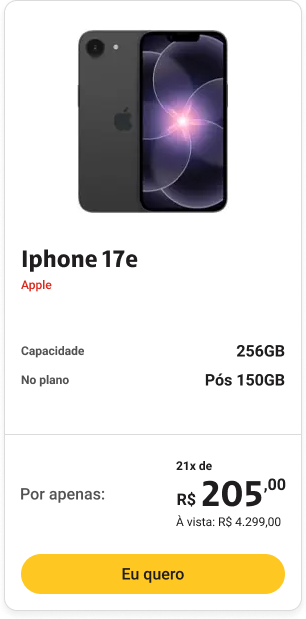 Iphone 17e
Apple
Capacidade 256GB
No plano Pós 150GB
21x de
Por apenas: R$ 205,00
À vista: R$ 4.299,00
Eu quero